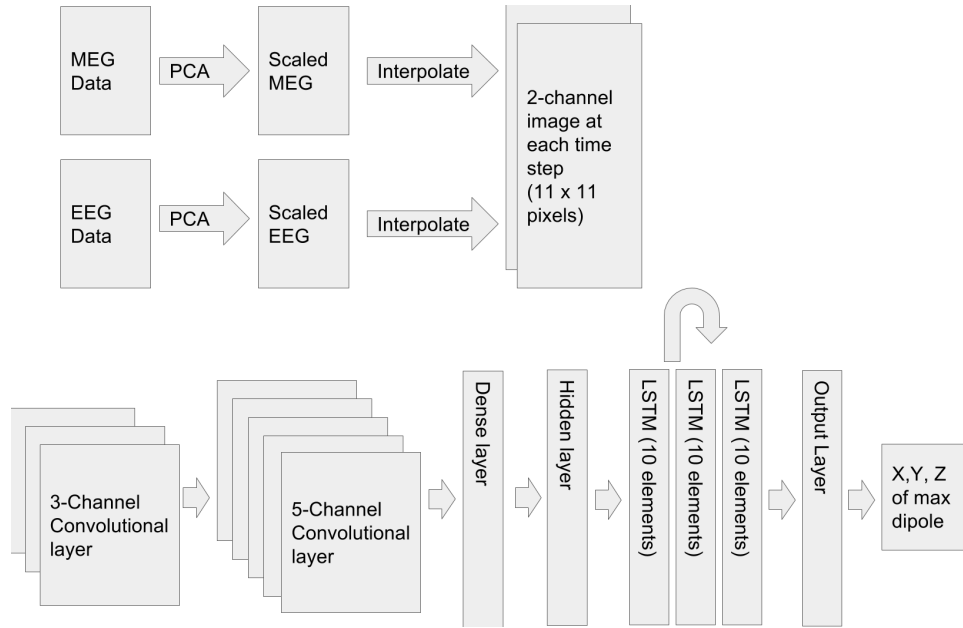 MEG
Data
PCA
Scaled
MEG
Interpolate
2-channel
image at
each time
step
(11 x 11
pixels)
EEG
Data
PCA
Scaled
EEG
Interpolate
3-Channel
Convolutional
layer
5-Channel
Convolutional
layer
Dense layer
Hidden layer
LSTM (10 elements)
LSTM (10 elements)
LSTM (10 elements)
Output Layer
X,Y, Z
of max
dipole